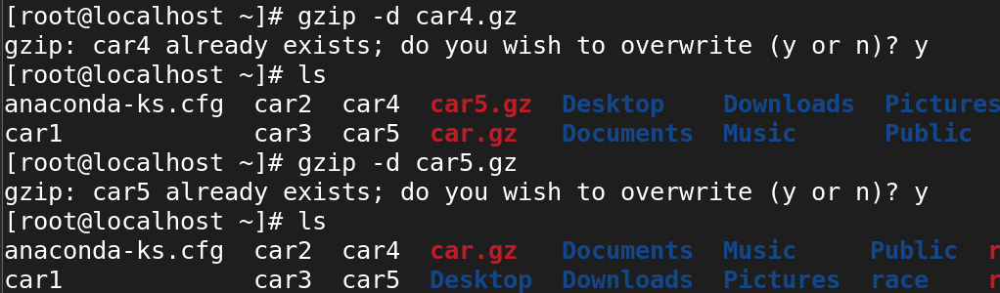 [root@localhost ~]# gzip -d car4.gz
gzip: car4 already exists; do you wish to overwrite (y or n)? y
[root@localhost ~]# ls
anaconda-ks.cfg  car2  car4  car5.gz  Desktop    Downloads  Pictures
car1             car3  car5  car.gz   Documents  Music      Public
[root@localhost ~]# gzip -d car5.gz
gzip: car5 already exists; do you wish to overwrite (y or n)? y
[root@localhost ~]# ls
anaconda-ks.cfg  car2  car4  car.gz   Documents  Music     Public
car1             car3  car5  Desktop  Downloads  Pictures  race